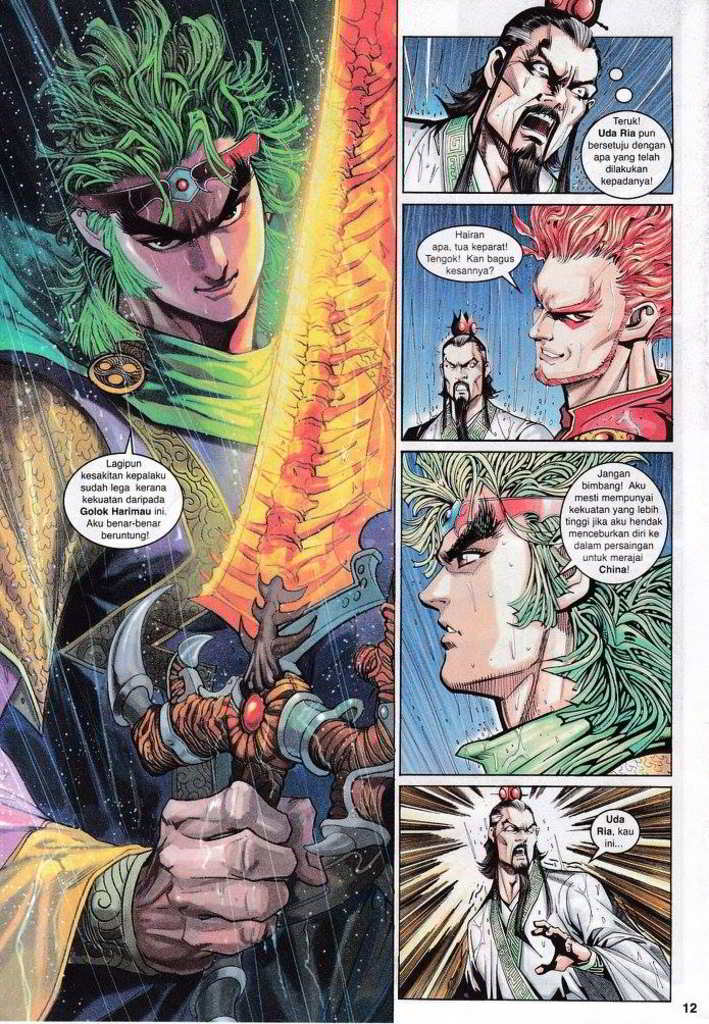 Lagipun
kesakitan kepalaku
sudah lega kerana
kekuatan daripada
Golok Harimau ini.
Aku benar-benar
beruntung!
Teruk!
Uda Ria pun
bersetuju dengan
apa yang telah
dilakukan
kepadanya!
Hairan
apa, tua keparat!
Tengok! Kan bagus
kesannya?
Jangan
bimbang! Aku
mesti mempunyai
kekuatan yang lebih
tinggi jika aku hendak
menceburkan diri ke
dalam persaingan
untuk merajai
China!
Uda
Ria, kau
ini...
12